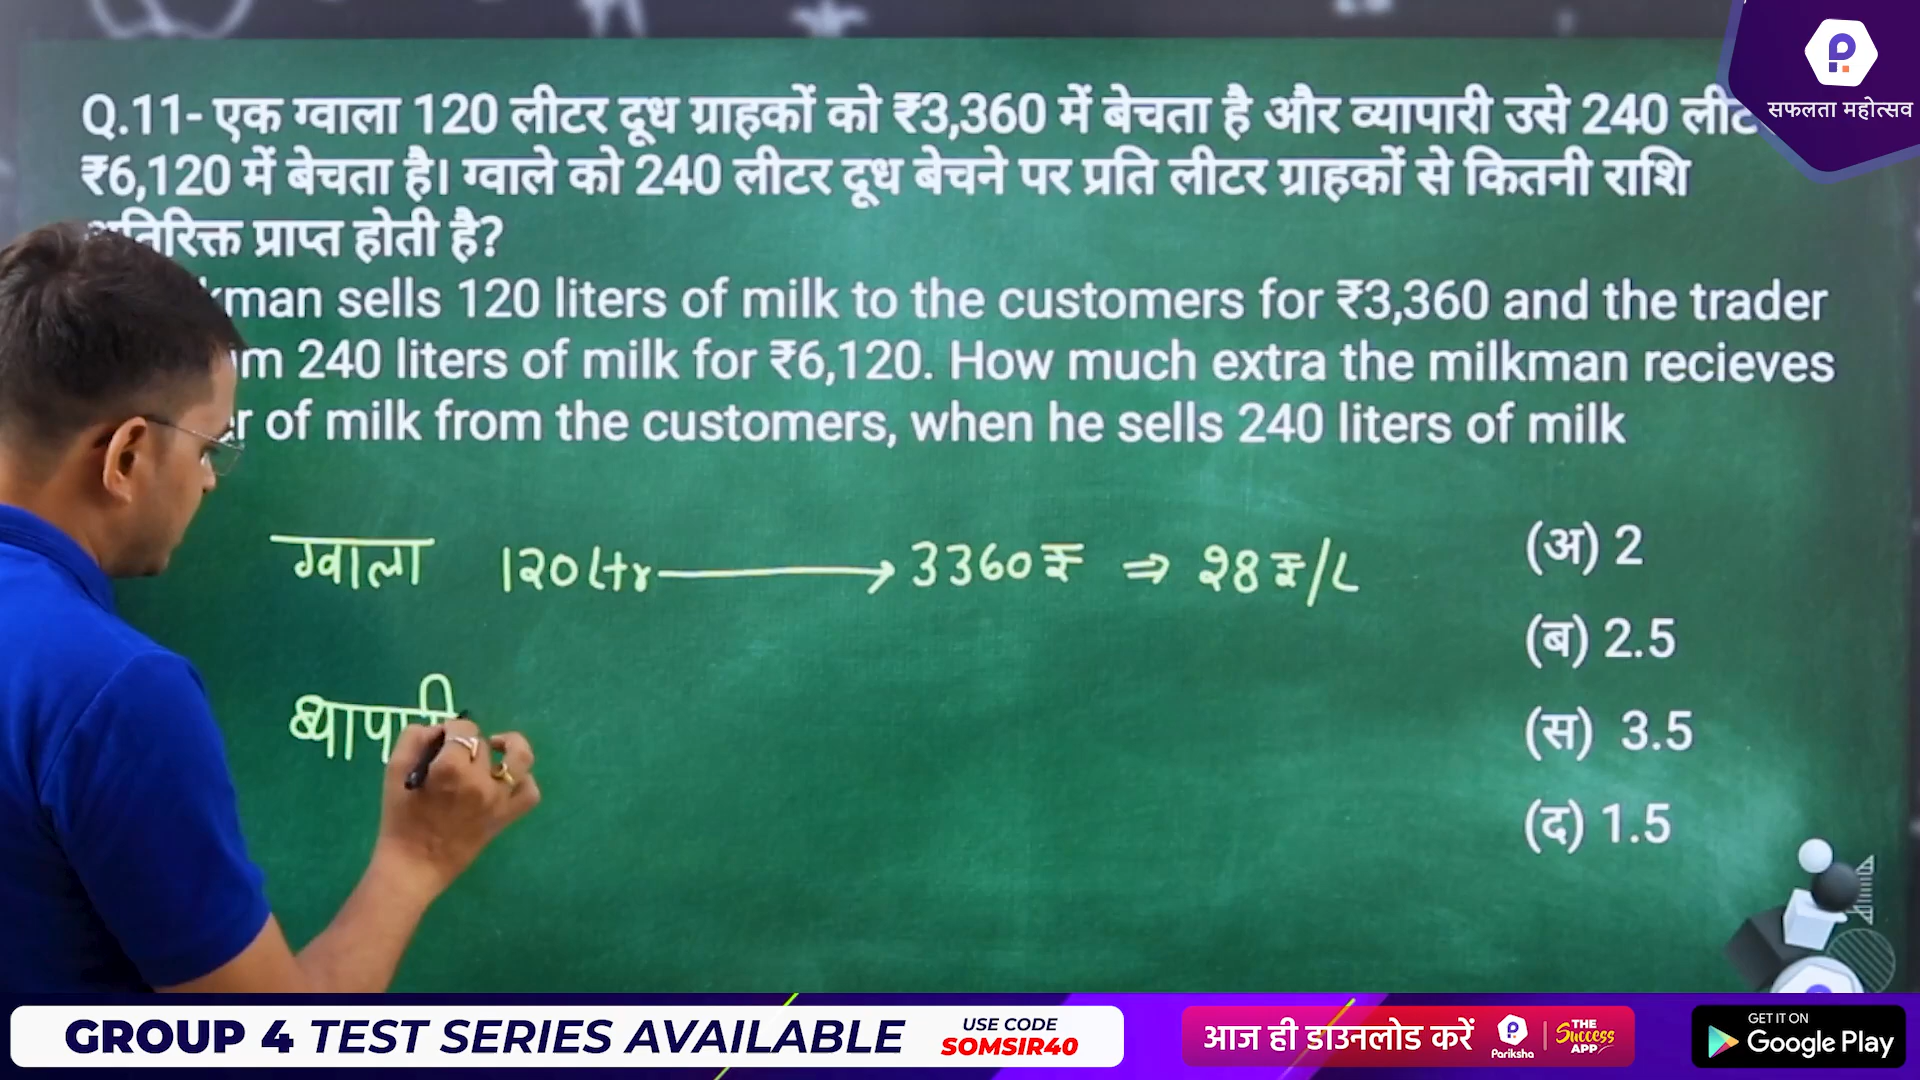 सफलता महोत्सव
Q.11- एक ग्वाला 120 लीटर दूध ग्राहकों को ₹3,360 में बेचता है और व्यापारी उसे 240
₹6,120 में बेचता है। ग्वाले को 240 लीटर दूध बेचने पर प्रति लीटर ग्राहकों से कितनी राशि
प्राप्त होती है?
sells 120 liters of milk to the customers for ₹3,360 and the trader
240 liters of milk for ₹6,120. How much extra the milkman recieves
of milk from the customers, when he sells 240 liters of milk
ग्वाला 120 Ltr → 3360₹ ⇒ 28₹/L
(अ) 2
(ब) 2.5
(स) 3.5
(द) 1.5
GROUP 4 TEST SERIES AVAILABLE
USE CODE
SOMSIR40
आज ही डाउनलोड करें
Pariksha
THE
Success
APP
GET IT ON
Google Play